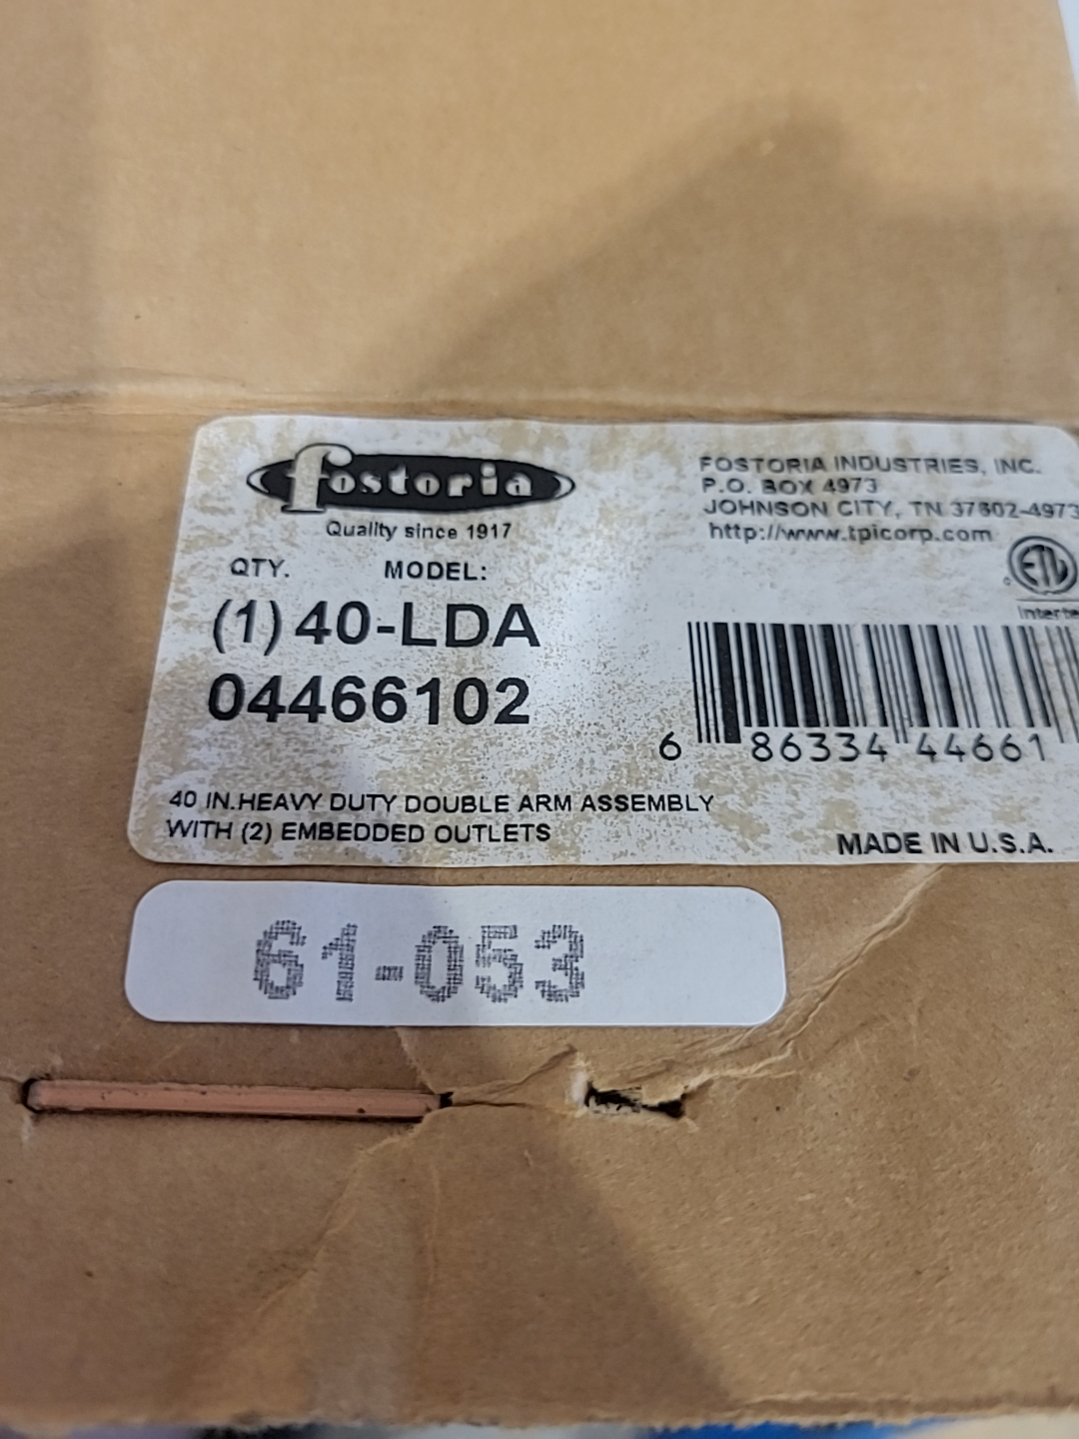 fostoria
Quality since 1917
FOSTORIA INDUSTRIES, INC.
P.O. BOX 4973
JOHNSON CITY, TN 37602-4973
http://www.tpicorp.com
QTY. MODEL:
(1) 40-LDA
04466102
ETL
Interte
6 86334 44661
40 IN.HEAVY DUTY DOUBLE ARM ASSEMBLY
WITH (2) EMBEDDED OUTLETS
MADE IN U.S.A.
61-053